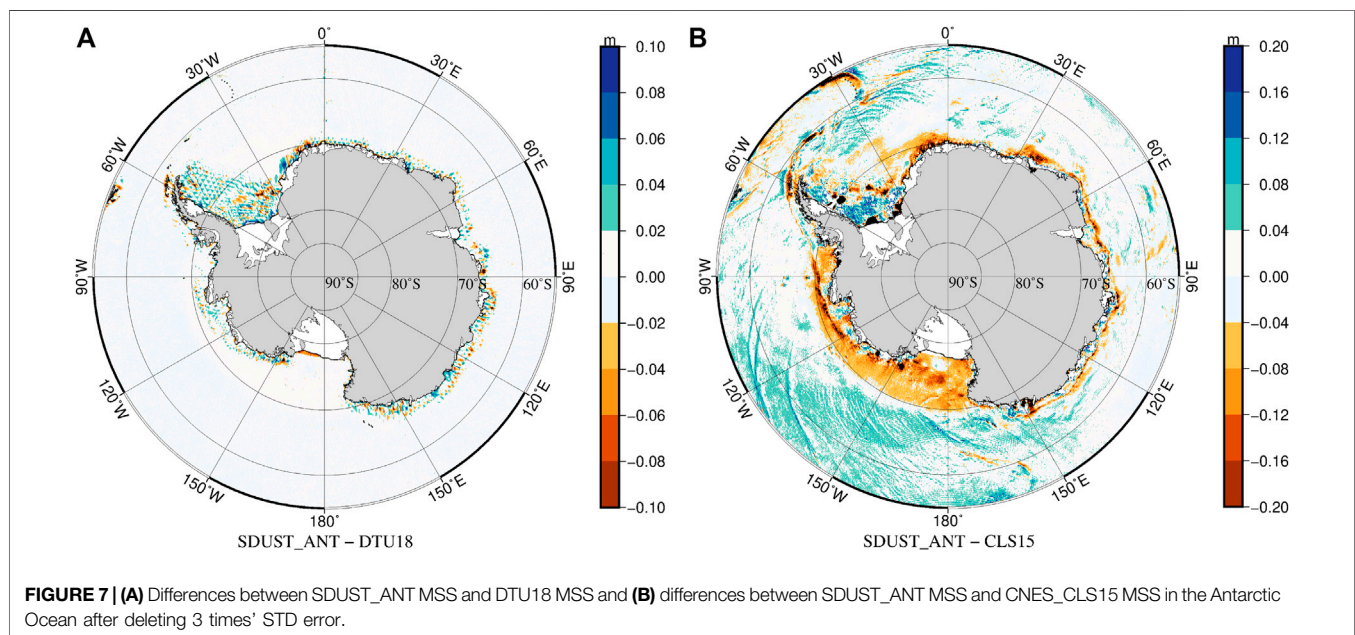 A
0˚
30˚E
60˚E
90˚E
120˚E
150˚E
180˚
150˚W
120˚W
90˚W
60˚W
30˚W
90˚S
80˚S
70˚S
60˚S
m
0.10
0.08
0.06
0.04
0.02
0.00
−0.02
−0.04
−0.06
−0.08
−0.10
SDUST_ANT − DTU18
B
0˚
30˚E
60˚E
90˚E
120˚E
150˚E
180˚
150˚W
120˚W
90˚W
60˚W
30˚W
90˚S
80˚S
70˚S
60˚S
m
0.20
0.16
0.12
0.08
0.04
0.00
−0.04
−0.08
−0.12
−0.16
−0.20
SDUST_ANT − CLS15
FIGURE 7 | (A) Differences between SDUST_ANT MSS and DTU18 MSS and (B) differences between SDUST_ANT MSS and CNES_CLS15 MSS in the Antarctic
Ocean after deleting 3 times’ STD error.